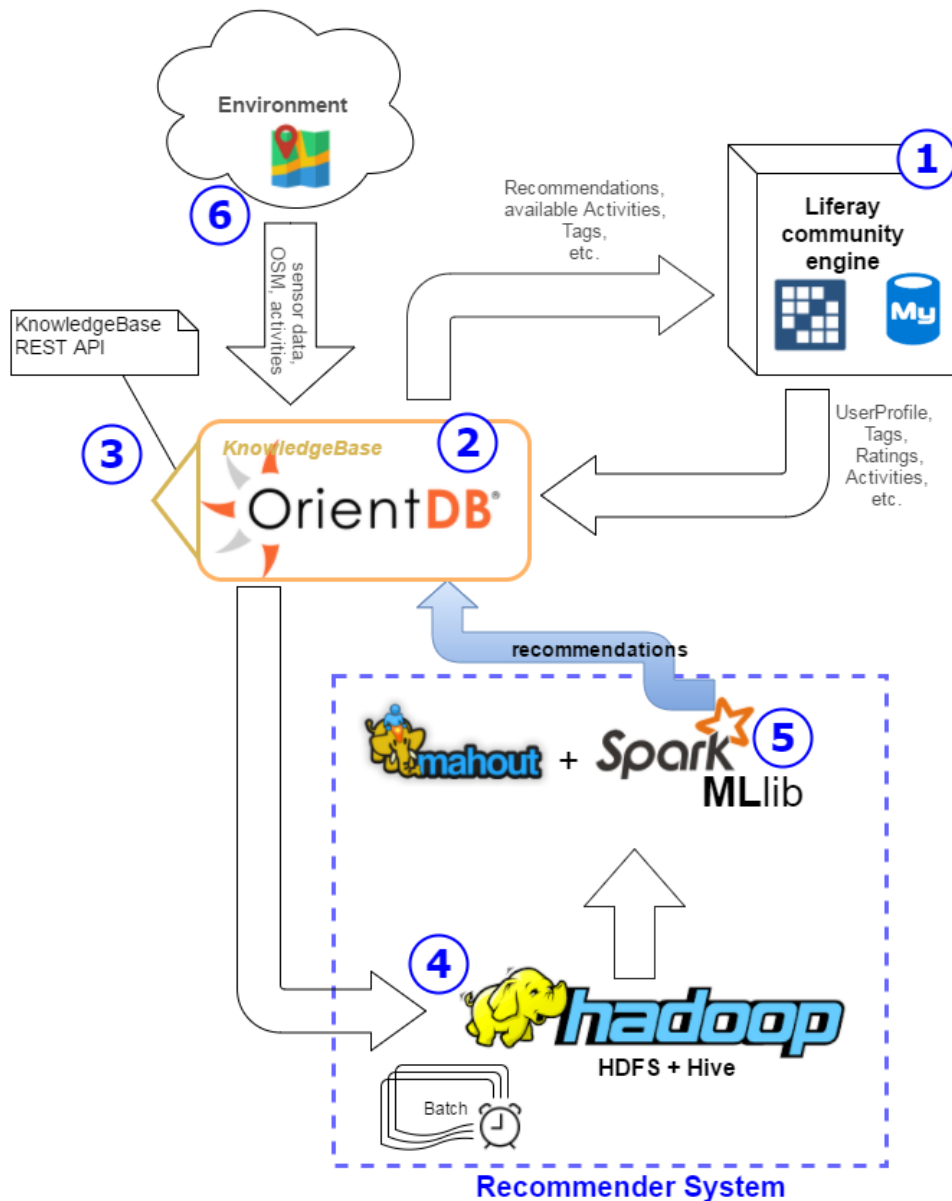 Environment
6
sensor data,
OSM, activities
Recommendations,
available Activities,
Tags,
etc.
1
Liferay
community
engine
My
KnowledgeBase
REST API
3
KnowledgeBase
2
OrientDB®
UserProfile,
Tags,
Ratings,
Activities,
etc.
recommendations
mahout
+
Spark
MLlib
5
4
hadoop
HDFS + Hive
Batch
Recommender System